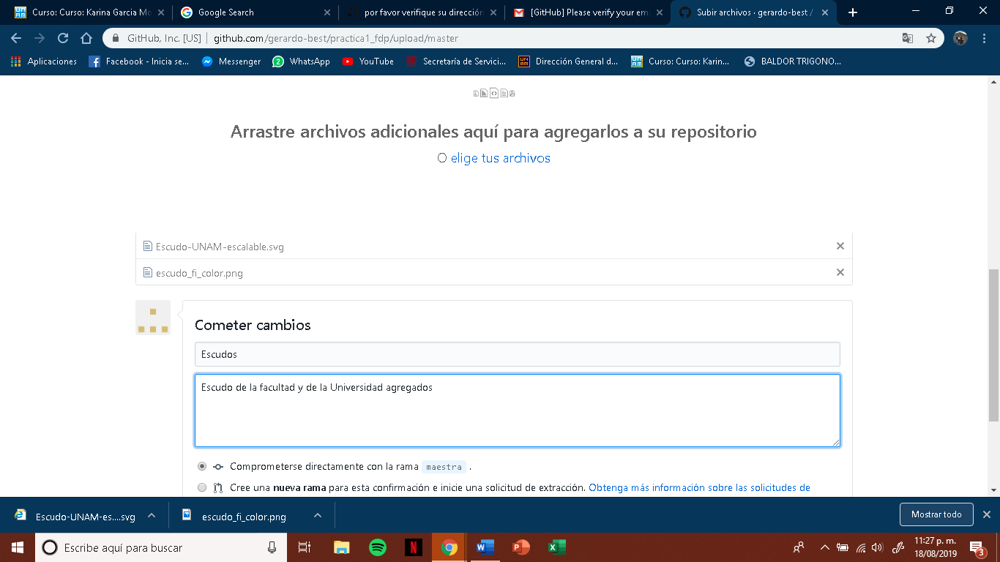 Curso: Curso: Karina Garcia Mo
Google Search
por favor verifique su dirección
[GitHub] Please verify your em
Subir archivos · gerardo-best /
GitHub, Inc. [US] | github.com/gerardo-best/practica1_fdp/upload/master
Aplicaciones
Facebook - Inicia se...
Messenger
WhatsApp
YouTube
Secretaría de Servici...
Dirección General d...
Curso: Curso: Karin...
BALDOR TRIGONO...
Arrastre archivos adicionales aquí para agregarlos a su repositorio
O elige tus archivos
Escudo-UNAM-escalable.svg
escudo_fi_color.png
Cometer cambios
Escudos
Escudo de la facultad y de la Universidad agregados
Comprometerse directamente con la rama maestra .
Cree una nueva rama para esta confirmación e inicie una solicitud de extracción. Obtenga más información sobre las solicitudes de
Escudo-UNAM-es....svg
escudo_fi_color.png
Mostrar todo
Escribe aquí para buscar
11:27 p. m.
18/08/2019
3